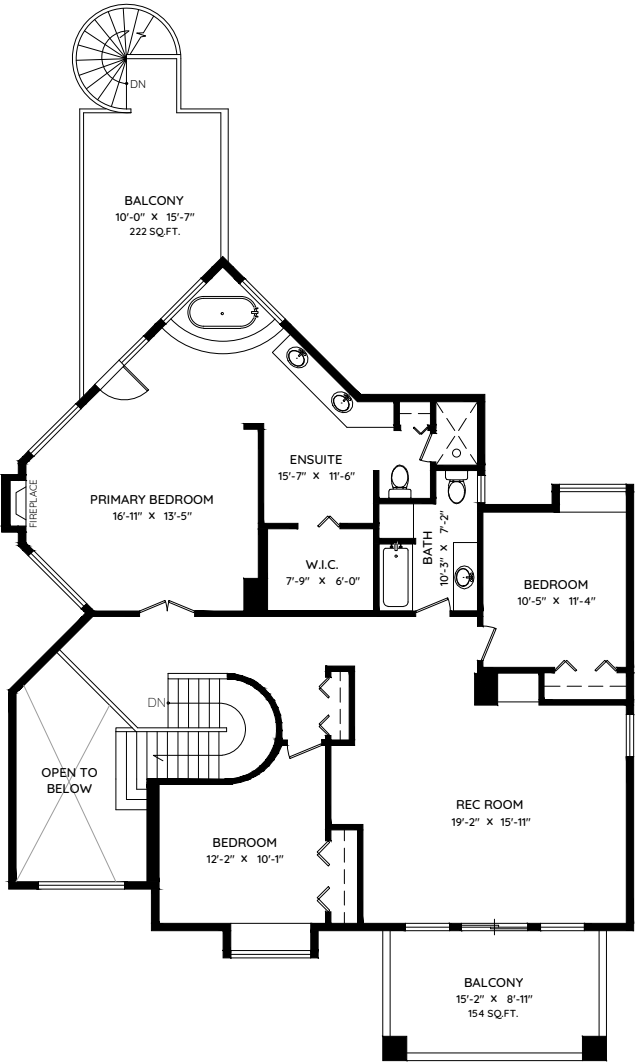 DN
BALCONY
10'-0" X 15'-7"
222 SQ.FT.
ENSUITE
15'-7" X 11'-6"
FIREPLACE
PRIMARY BEDROOM
16'-11" X 13'-5"
BATH
10'-3" X 7'-2"
W.I.C.
7'-9" X 6'-0"
BEDROOM
10'-5" X 11'-4"
DN
OPEN TO
BELOW
REC ROOM
19'-2" X 15'-11"
BEDROOM
12'-2" X 10'-1"
BALCONY
15'-2" X 8'-11"
154 SQ.FT.